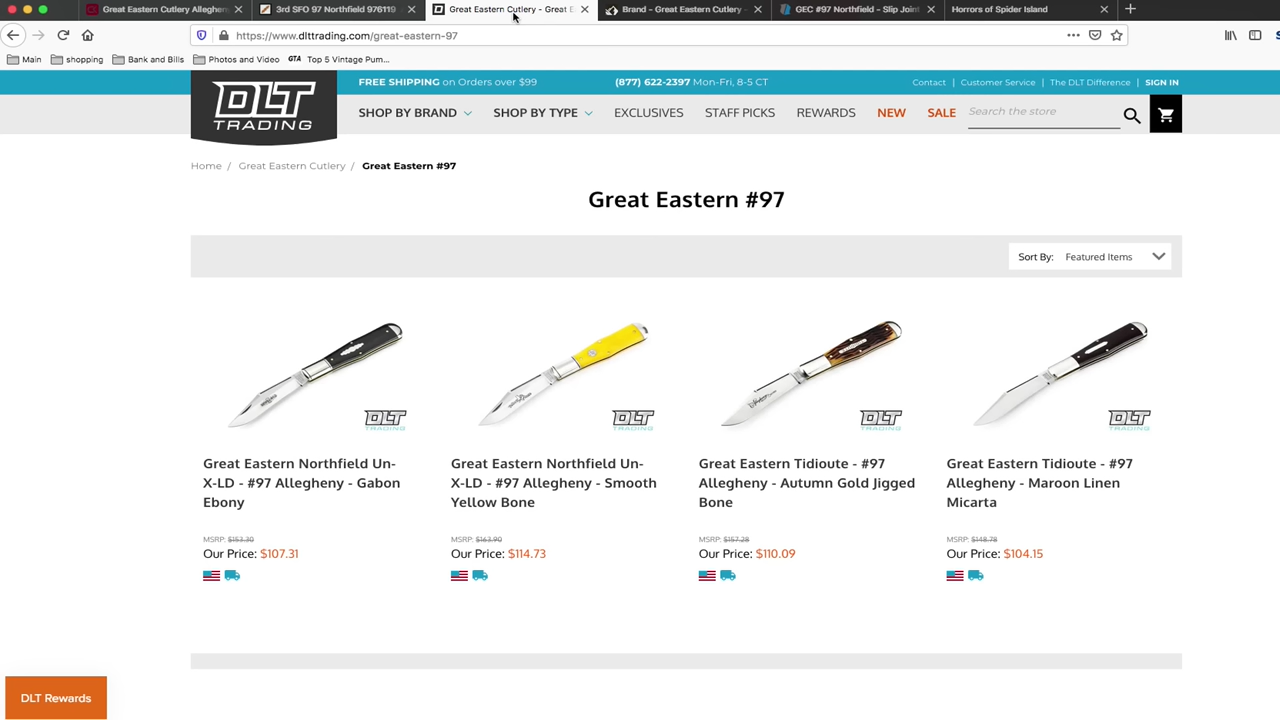 Great Eastern Cutlery Alleghen
3rd SFO 97 Northfield 976119
Great Eastern Cutlery - Great E
Brand - Great Eastern Cutlery -
GEC #97 Northfield - Slip Joint
Horrors of Spider Island
https://www.dlttrading.com/great-eastern-97
Main
shopping
Bank and Bills
Photos and Video
GTA Top 5 Vintage Pum...
FREE SHIPPING on Orders over $99
(877) 622-2397 Mon-Fri, 8-5 CT
Contact | Customer Service | The DLT Difference | SIGN IN
DLT
TRADING
SHOP BY BRAND
SHOP BY TYPE
EXCLUSIVES
STAFF PICKS
REWARDS
NEW
SALE
Search the store
Home / Great Eastern Cutlery / Great Eastern #97
Great Eastern #97
Sort By: Featured Items
DLT
TRADING
DLT
TRADING
DLT
TRADING
DLT
TRADING
Great Eastern Northfield Un-
X-LD - #97 Allegheny - Gabon
Ebony
MSRP: $153.30
Our Price: $107.31
Great Eastern Northfield Un-
X-LD - #97 Allegheny - Smooth
Yellow Bone
MSRP: $163.90
Our Price: $114.73
Great Eastern Tidioute - #97
Allegheny - Autumn Gold Jigged
Bone
MSRP: $157.28
Our Price: $110.09
Great Eastern Tidioute - #97
Allegheny - Maroon Linen
Micarta
MSRP: $148.78
Our Price: $104.15
DLT Rewards